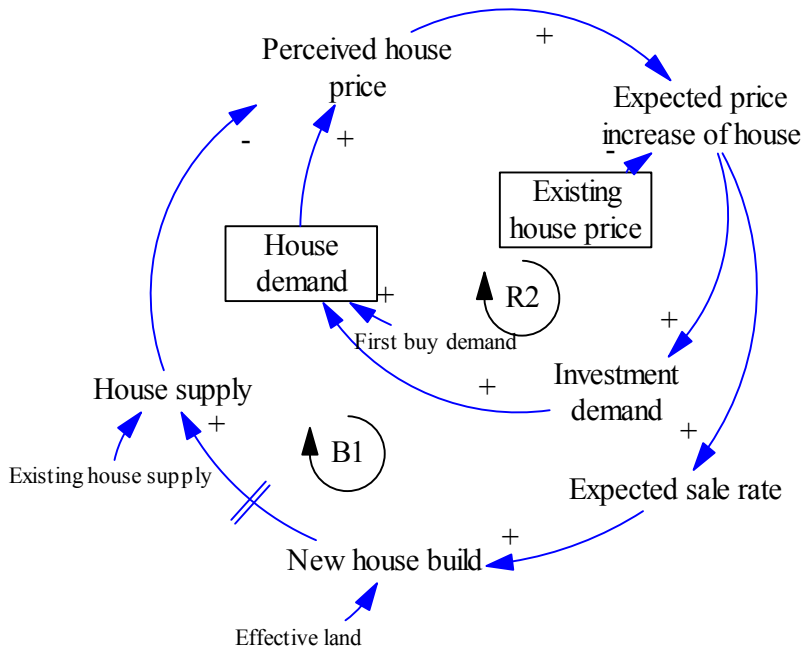 +
Perceived house
price
Expected price
increase of house
-
+
-
Existing
house price
House
demand
+
R2
First buy demand
+
Investment
demand
+
House supply
+
+
B1
Existing house supply
Expected sale rate
+
New house build
Effective land